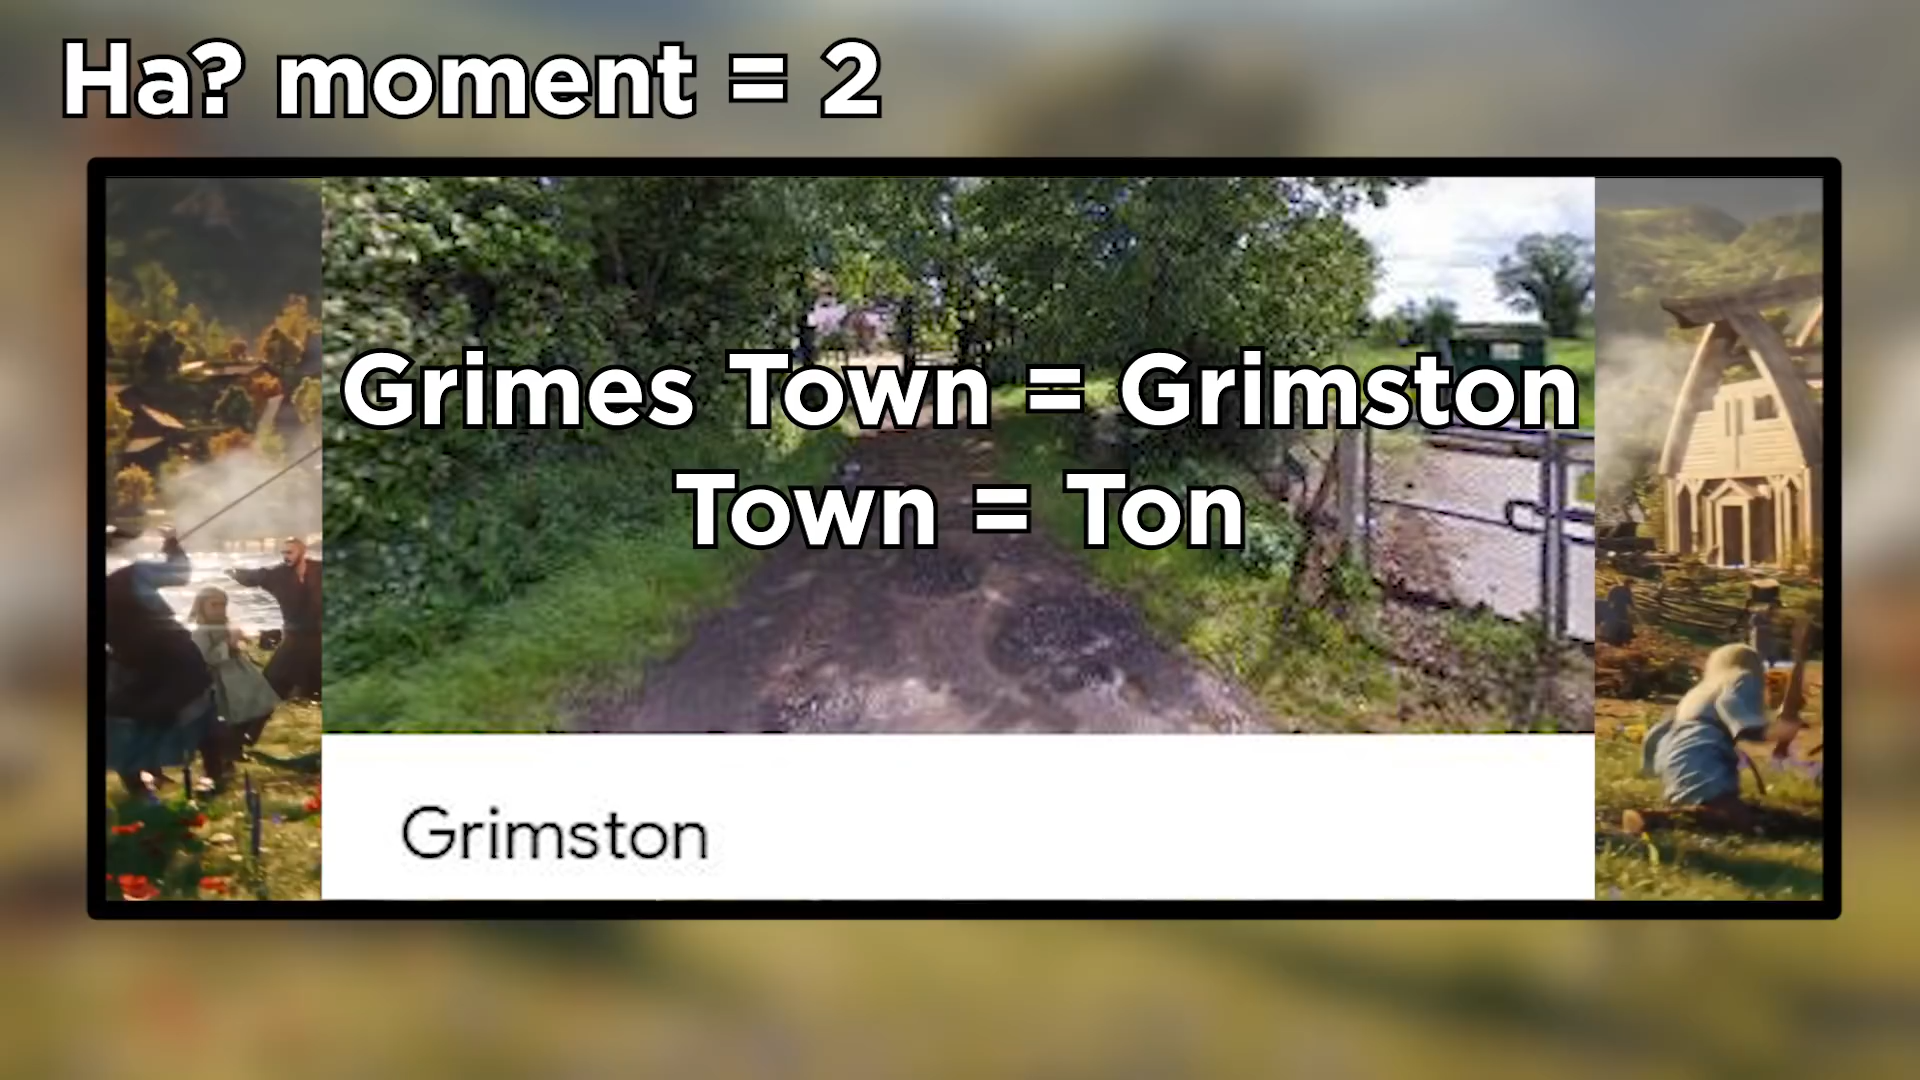 Ha? moment = 2
Grimes Town = Grimston
Town = Ton
Grimston